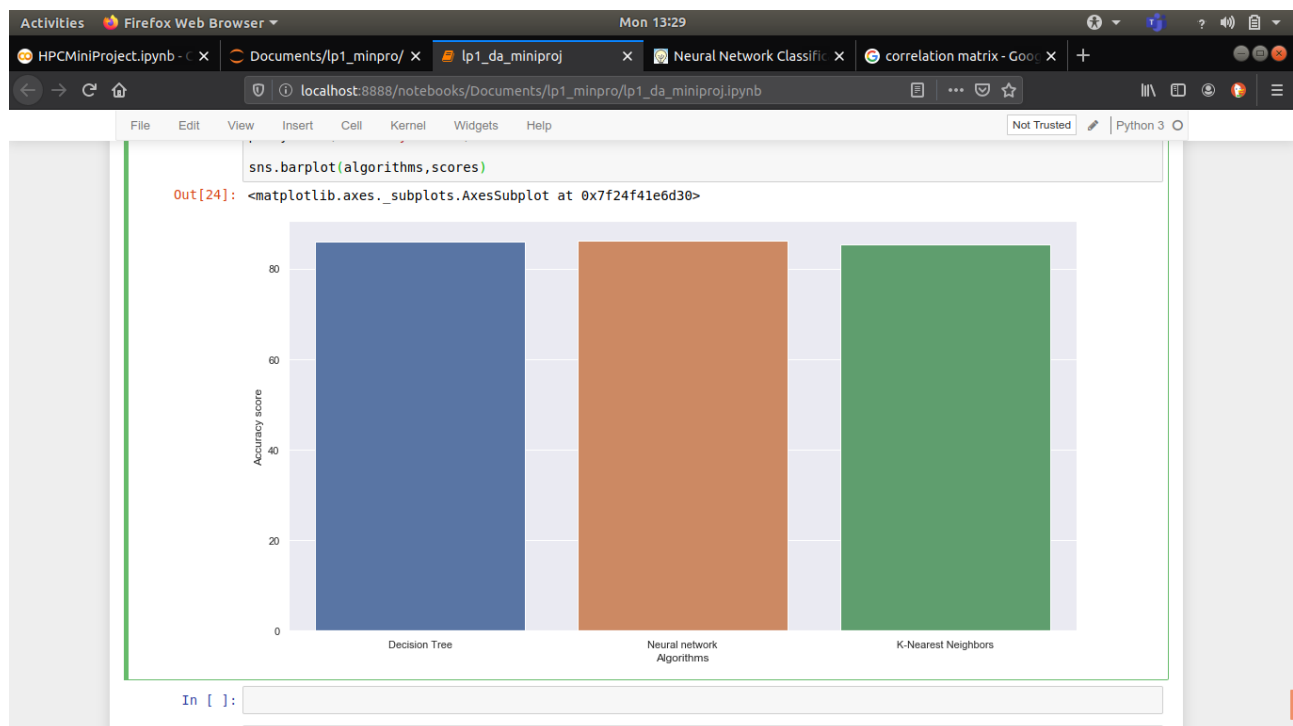 Activities Firefox Web Browser Mon 13:29 ?
HPCMiniProject.ipynb - C Documents/lp1_minpro/ lp1_da_miniproj Neural Network Classific correlation matrix - Goog
localhost:8888/notebooks/Documents/lp1_minpro/lp1_da_miniproj.ipynb
File Edit View Insert Cell Kernel Widgets Help Not Trusted Python 3
sns.barplot(algorithms,scores)
Out[24]: <matplotlib.axes._subplots.AxesSubplot at 0x7f24f41e6d30>
80
60
Accuracy score
40
20
0
Decision Tree Neural network K-Nearest Neighbors
Algorithms
In [ ]: